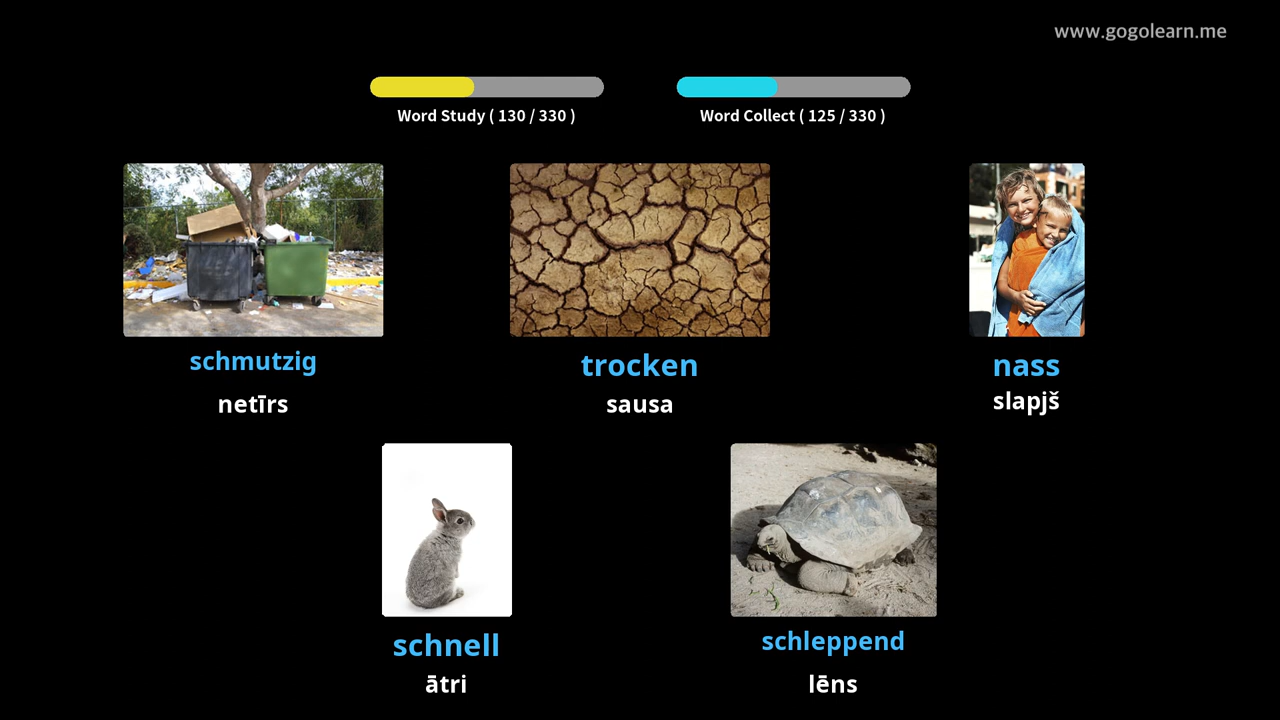 www.gogolearn.me
Word Study ( 130 / 330 )
Word Collect ( 125 / 330 )
schmutzig
netīrs
trocken
sausa
nass
slapjš
schnell
ātri
schleppend
lēns